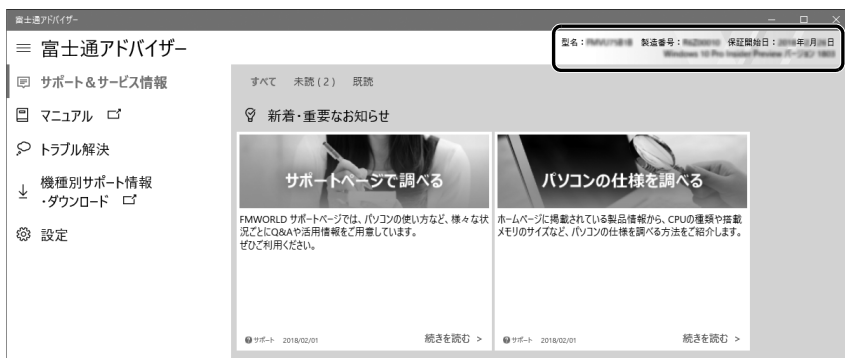 富士通アドバイザー
富士通アドバイザー
型名： 製造番号： 保証開始日： 年 月 日
サポート＆サービス情報
マニュアル
トラブル解決
機種別サポート情報
・ダウンロード
設定
すべて 未読(2) 既読
新着・重要なお知らせ
サポートページで調べる
FMWORLD サポートページでは、パソコンの使い方など、様々な状
況ごとにQ&Aや活用情報をご用意しています。
ぜひご利用ください。
サポート 2018/02/01 続きを読む >
パソコンの仕様を調べる
ホームページに掲載されている製品情報から、CPUの種類や搭載
メモリのサイズなど、パソコンの仕様を調べる方法をご紹介します。
サポート 2018/02/01 続きを読む >